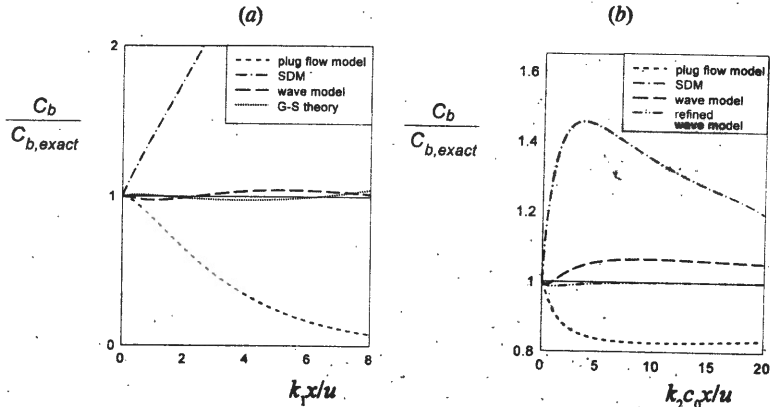 (a)
2
plug flow model
SDM
wave model
G-S theory
C_b
C_b,exact
1
0
0 2 4 6 8
k_1x/u
(b)
1.6
plug flow model
SDM
wave model
refined
wave model
C_b
C_b,exact
1.4
1.2
1
0.8
0 5 10 15 20
k_2c_0x/u